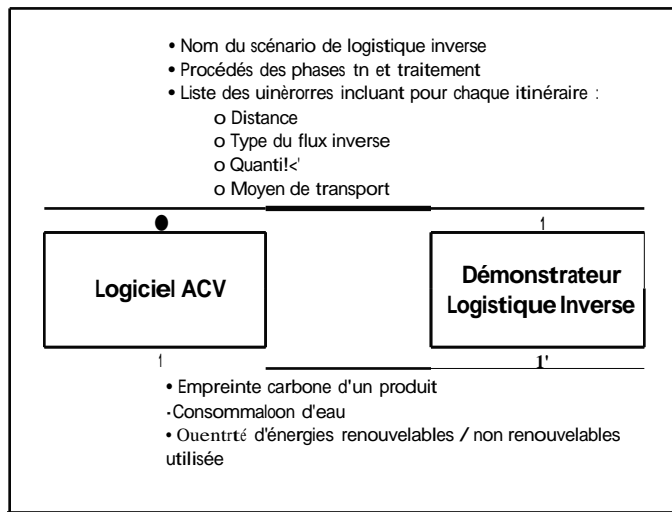 • Nom du scénario de logistique inverse
• Procédés des phases tn et traitement
• Liste des uinèrorres incluant pour chaque itinéraire :
o Distance
o Type du flux inverse
o Quanti!<'
o Moyen de transport
1
Logiciel ACV
Démonstrateur
Logistique Inverse
1
1'
• Empreinte carbone d'un produit
·Consommaloon d'eau
• Ouentrté d'énergies renouvelables / non renouvelables
utilisée